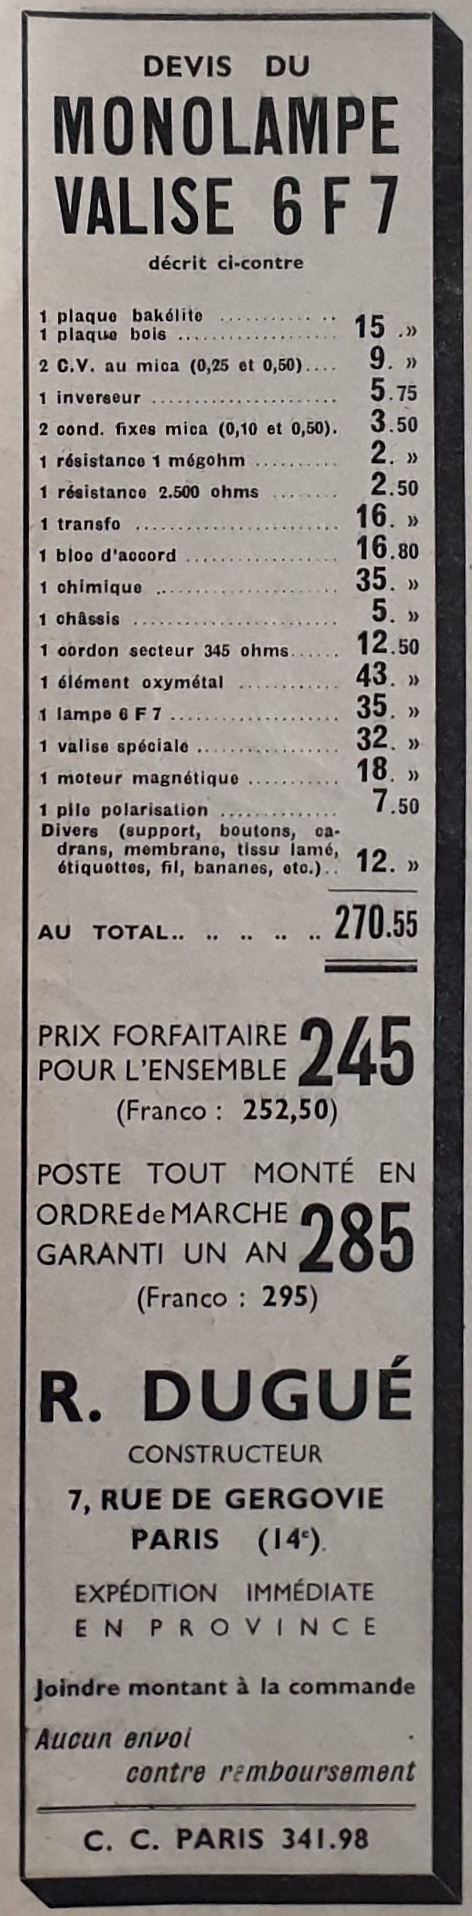 DEVIS DU
MONOLAMPE
VALISE 6 F 7
décrit ci-contre
1 plaque bakélite ............ ..
1 plaque bois .................... 15 .»
2 C.V. au mica (0,25 et 0,50).... 9. »
1 inverseur ....................... 5.75
2 cond. fixes mica (0,10 et 0,50). 3.50
1 résistance 1 mégohm .......... 2. »
1 résistance 2.500 ohms ........ 2.50
1 transfo ......................... 16. »
1 bloc d'accord .................. 16.80
1 chimique ....................... 35. »
1 châssis ......................... 5. »
1 cordon secteur 345 ohms...... 12.50
1 élément oxymétal ............ 43. »
1 lampe 6 F 7 .................... 35. »
1 valise spéciale ................. 32. »
1 moteur magnétique ........... 18. »
1 pile polarisation .............. 7.50
Divers (support, boutons, ca-
drans, membrane, tissu lamé,
étiquettes, fil, bananes, etc.).. 12. »
AU TOTAL.. .. .. .. .. 270.55
PRIX FORFAITAIRE
POUR L'ENSEMBLE 245
(Franco : 252,50)
POSTE TOUT MONTÉ EN
ORDRE de MARCHE
GARANTI UN AN 285
(Franco : 295)
R. DUGUÉ
CONSTRUCTEUR
7, RUE DE GERGOVIE
PARIS (14e).
EXPÉDITION IMMÉDIATE
EN PROVINCE
Joindre montant à la commande
Aucun envoi
contre remboursement
C. C. PARIS 341.98